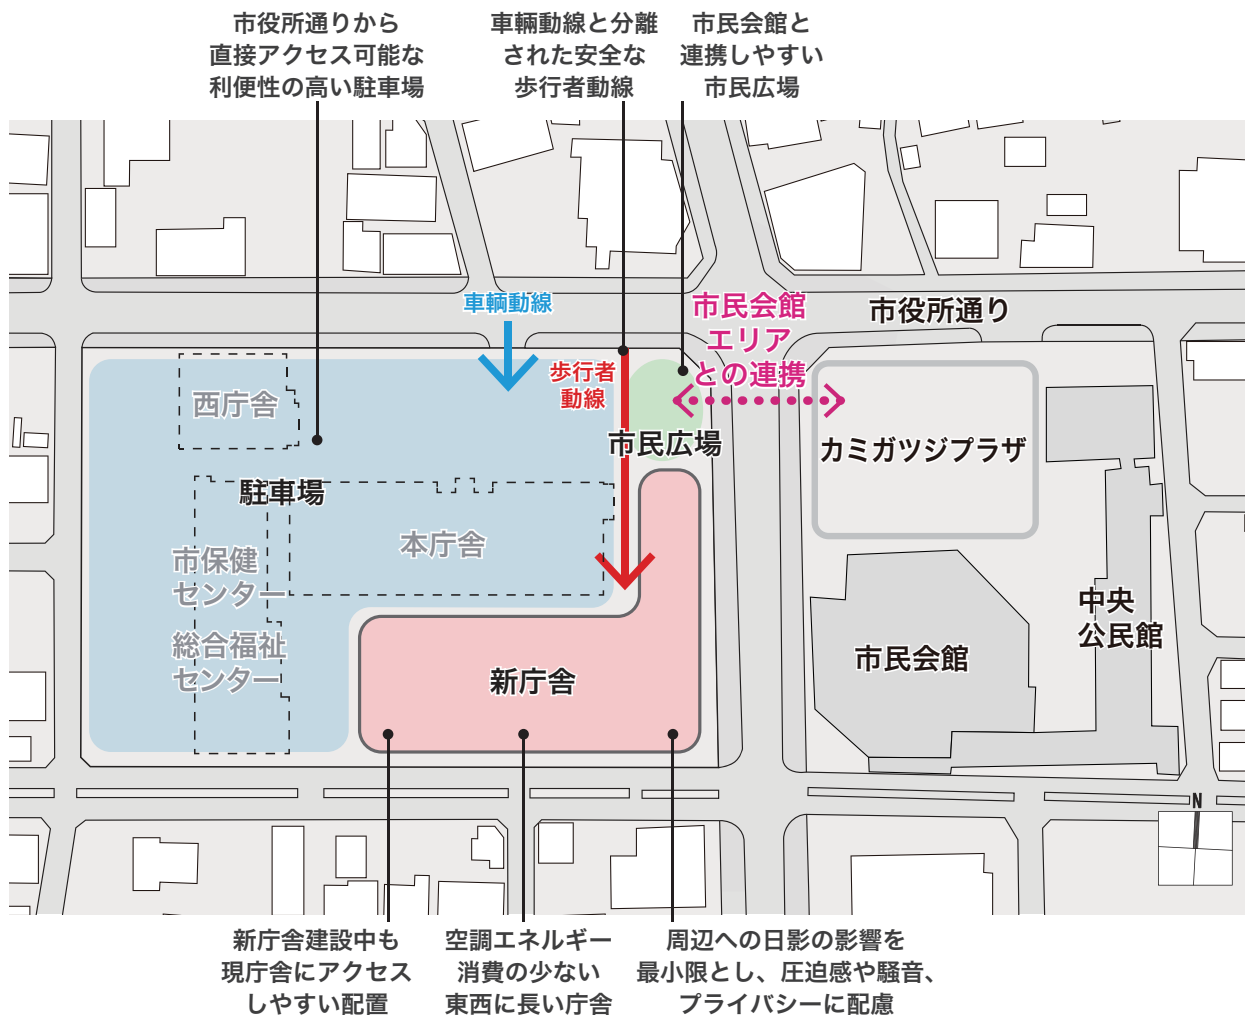 市役所通りから
直接アクセス可能な
利便性の高い駐車場
車輌動線と分離
された安全な
歩行者動線
市民会館と
連携しやすい
市民広場
車輌動線
市民会館
エリア
との連携
市役所通り
歩行者
動線
西庁舎
市民広場
カミガツジプラザ
駐車場
本庁舎
市保健
センター
総合福祉
センター
新庁舎
市民会館
中央
公民館
N
新庁舎建設中も
現庁舎にアクセス
しやすい配置
空調エネルギー
消費の少ない
東西に長い庁舎
周辺への日影の影響を
最小限とし、圧迫感や騒音、
プライバシーに配慮